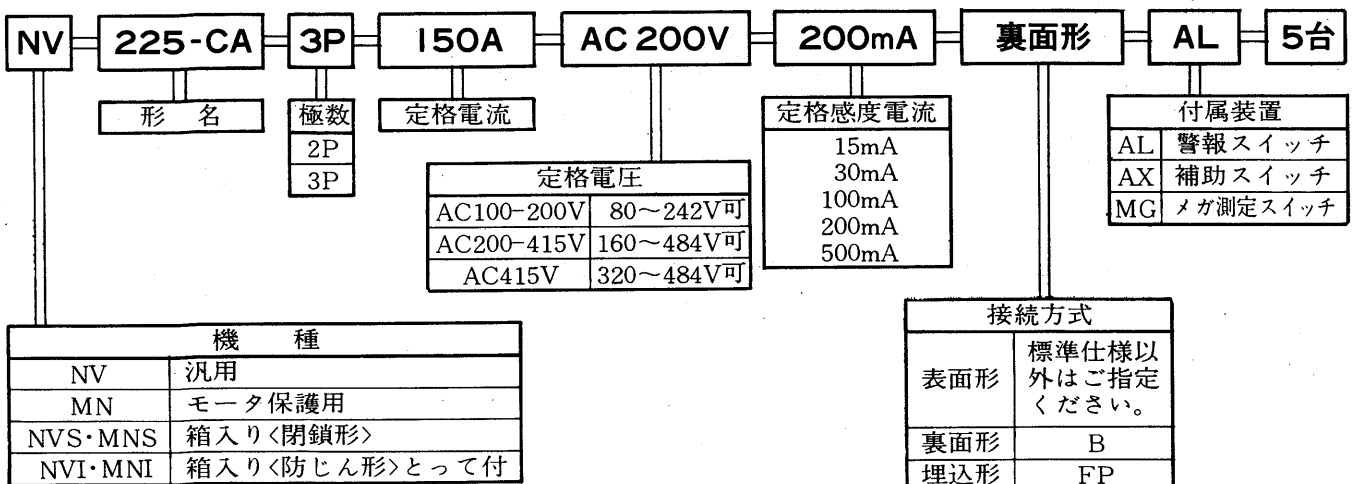 NV 225-CA 3P 150A AC 200V 200mA 裏面形 AL 5台
形 名
極数
2P
3P
定格電流
定格電圧
AC100-200V 80〜242V可
AC200-415V 160〜484V可
AC415V 320〜484V可
定格感度電流
15mA
30mA
100mA
200mA
500mA
付属装置
AL 警報スイッチ
AX 補助スイッチ
MG メガ測定スイッチ
機 種
NV 汎用
MN モータ保護用
NVS・MNS 箱入り<閉鎖形>
NVI・MNI 箱入り<防じん形>とって付
接続方式
表面形 標準仕様以
外はご指定
ください。
裏面形 B
埋込形 FP